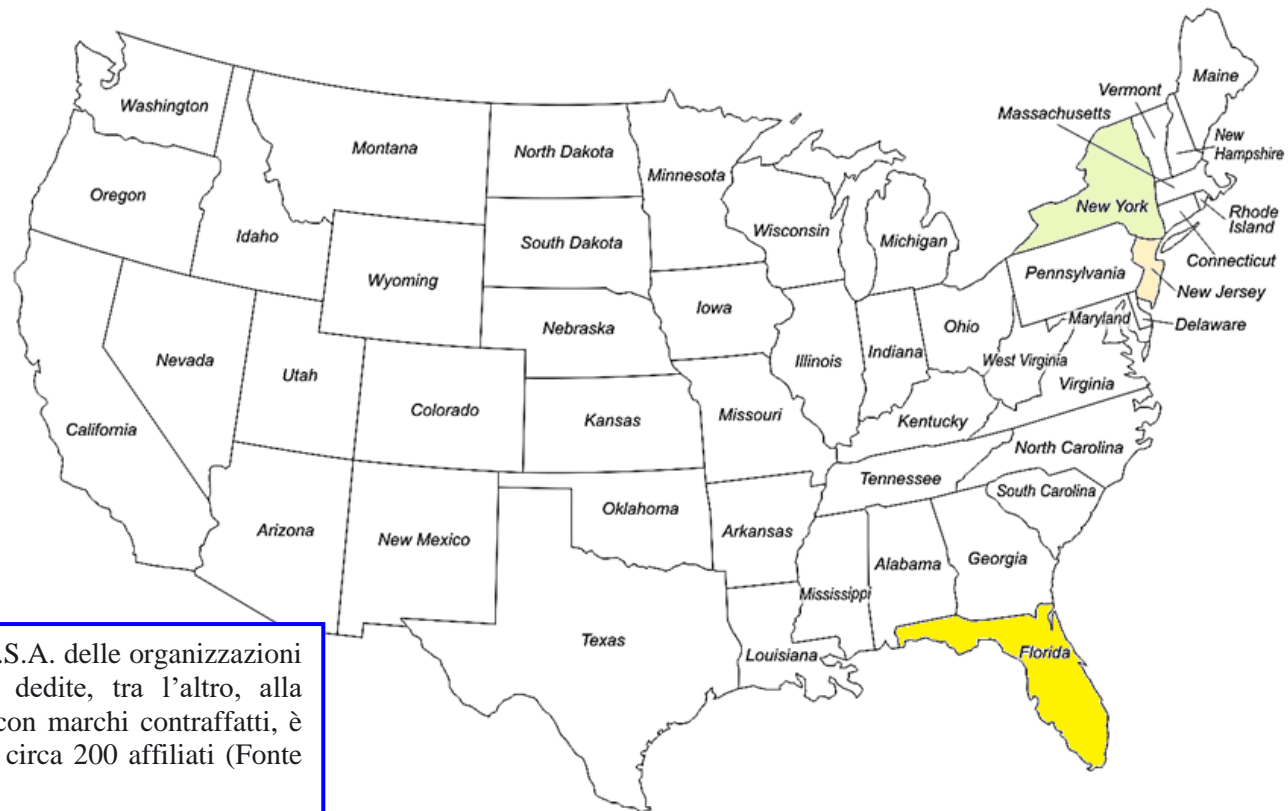 Maine
Vermont
Washington
Massachusetts
New
Hampshire
Montana
North Dakota
Minnesota
Oregon
New York
Rhode
Island
Idaho
Wisconsin
South Dakota
Michigan
Connecticut
Wyoming
Pennsylvania
New Jersey
Iowa
Nebraska
Ohio
Maryland
Delaware
Nevada
Illinois
Indiana
West Virginia
Utah
Virginia
Colorado
Kansas
Missouri
Kentucky
California
North Carolina
Tennessee
South Carolina
Oklahoma
Arizona
New Mexico
Arkansas
Alabama
Georgia
Mississippi
Texas
Louisiana
Florida
.S.A. delle organizzazioni
dedite, tra l’altro, alla
con marchi contraffatti, è
circa 200 affiliati (Fonte